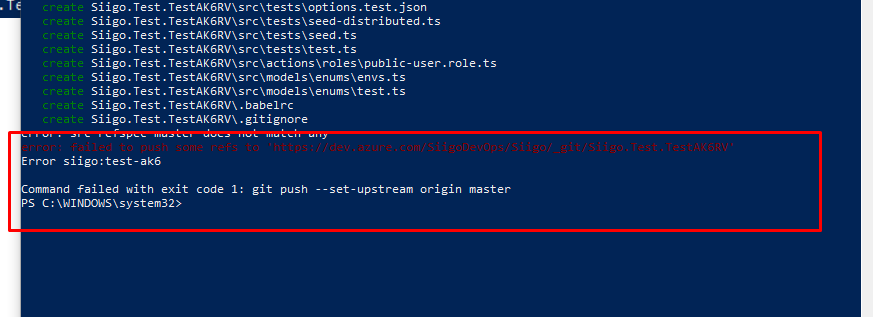 .Te
create Siigo.Test.TestAK6RV\src\tests\options.test.json
create Siigo.Test.TestAK6RV\src\tests\seed-distributed.ts
create Siigo.Test.TestAK6RV\src\tests\seed.ts
create Siigo.Test.TestAK6RV\src\tests\test.ts
create Siigo.Test.TestAK6RV\src\actions\roles\public-user.role.ts
create Siigo.Test.TestAK6RV\src\models\enums\envs.ts
create Siigo.Test.TestAK6RV\src\models\enums\test.ts
create Siigo.Test.TestAK6RV\.babelrc
create Siigo.Test.TestAK6RV\.gitignore
error: src refspec master does not match any
error: failed to push some refs to 'https://dev.azure.com/SiigoDevOps/Siigo/_git/Siigo.Test.TestAK6RV'
Error siigo:test-ak6
Command failed with exit code 1: git push --set-upstream origin master
PS C:\WINDOWS\system32>